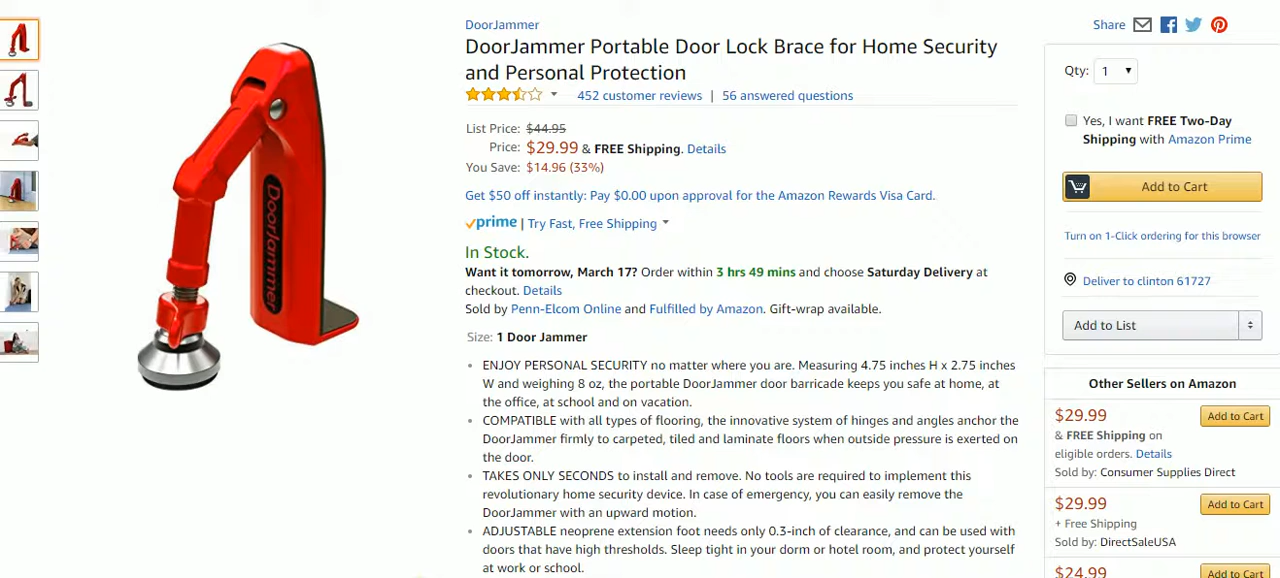 DoorJammer
DoorJammer
DoorJammer Portable Door Lock Brace for Home Security
and Personal Protection
452 customer reviews | 56 answered questions
List Price: $44.95
Price: $29.99 & FREE Shipping. Details
You Save: $14.96 (33%)
Get $50 off instantly: Pay $0.00 upon approval for the Amazon Rewards Visa Card.
prime | Try Fast, Free Shipping
In Stock.
Want it tomorrow, March 17? Order within 3 hrs 49 mins and choose Saturday Delivery at
checkout. Details
Sold by Penn-Elcom Online and Fulfilled by Amazon. Gift-wrap available.
Size: 1 Door Jammer
• ENJOY PERSONAL SECURITY no matter where you are. Measuring 4.75 inches H x 2.75 inches
W and weighing 8 oz, the portable DoorJammer door barricade keeps you safe at home, at
the office, at school and on vacation.
• COMPATIBLE with all types of flooring, the innovative system of hinges and angles anchor the
DoorJammer firmly to carpeted, tiled and laminate floors when outside pressure is exerted on
the door.
• TAKES ONLY SECONDS to install and remove. No tools are required to implement this
revolutionary home security device. In case of emergency, you can easily remove the
DoorJammer with an upward motion.
• ADJUSTABLE neoprene extension foot needs only 0.3-inch of clearance, and can be used with
doors that have high thresholds. Sleep tight in your dorm or hotel room, and protect yourself
at work or school.
Share
Qty: 1
Yes, I want FREE Two-Day
Shipping with Amazon Prime
Add to Cart
Turn on 1-Click ordering for this browser
Deliver to clinton 61727
Add to List
Other Sellers on Amazon
$29.99 Add to Cart
& FREE Shipping on
eligible orders. Details
Sold by: Consumer Supplies Direct
$29.99 Add to Cart
+ Free Shipping
Sold by: DirectSaleUSA
$24.99 Add to Cart